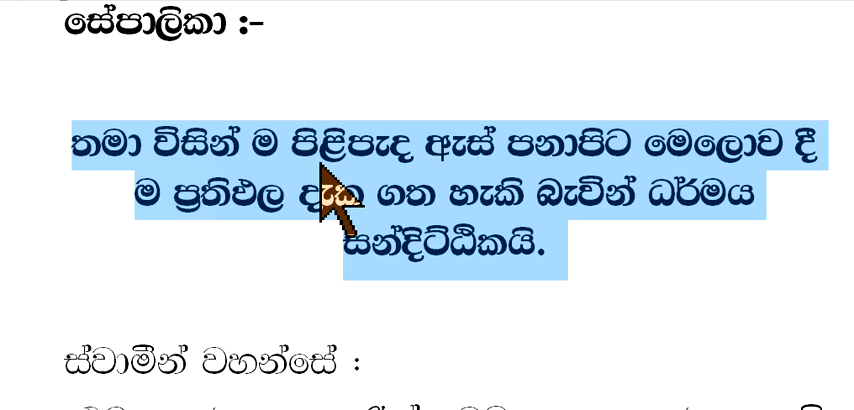 සේපාලිකා :-
තමා විසින් ම පිළිපැද ඇස් පනාපිට මෙලොව දී
ම ප්‍රතිඵල දැක ගත හැකි බැවින් ධර්මය
සන්දිට්ඨිකයි.
ස්වාමීන් වහන්සේ :